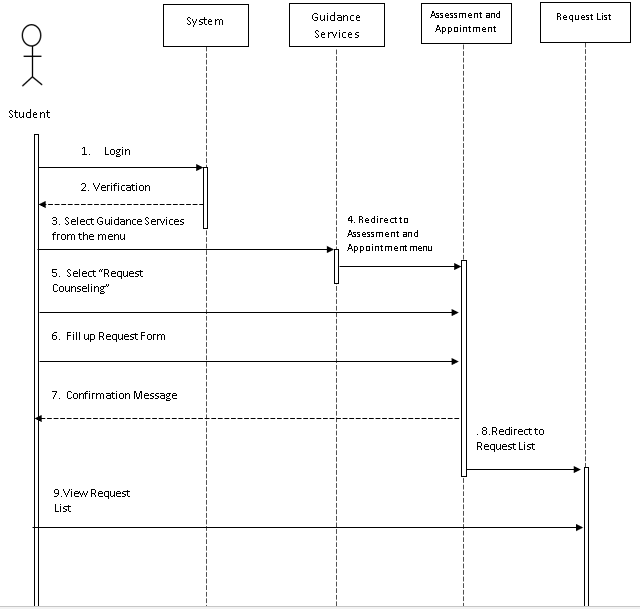 System
Guidance
Services
Assessment and
Appointment
Request List
Student
1. Login
2. Verification
3. Select Guidance Services
from the menu
4. Redirect to
Assessment and
Appointment menu
5. Select “Request
Counseling”
6. Fill up Request Form
7. Confirmation Message
. 8.Redirect to
Request List
9.View Request
List